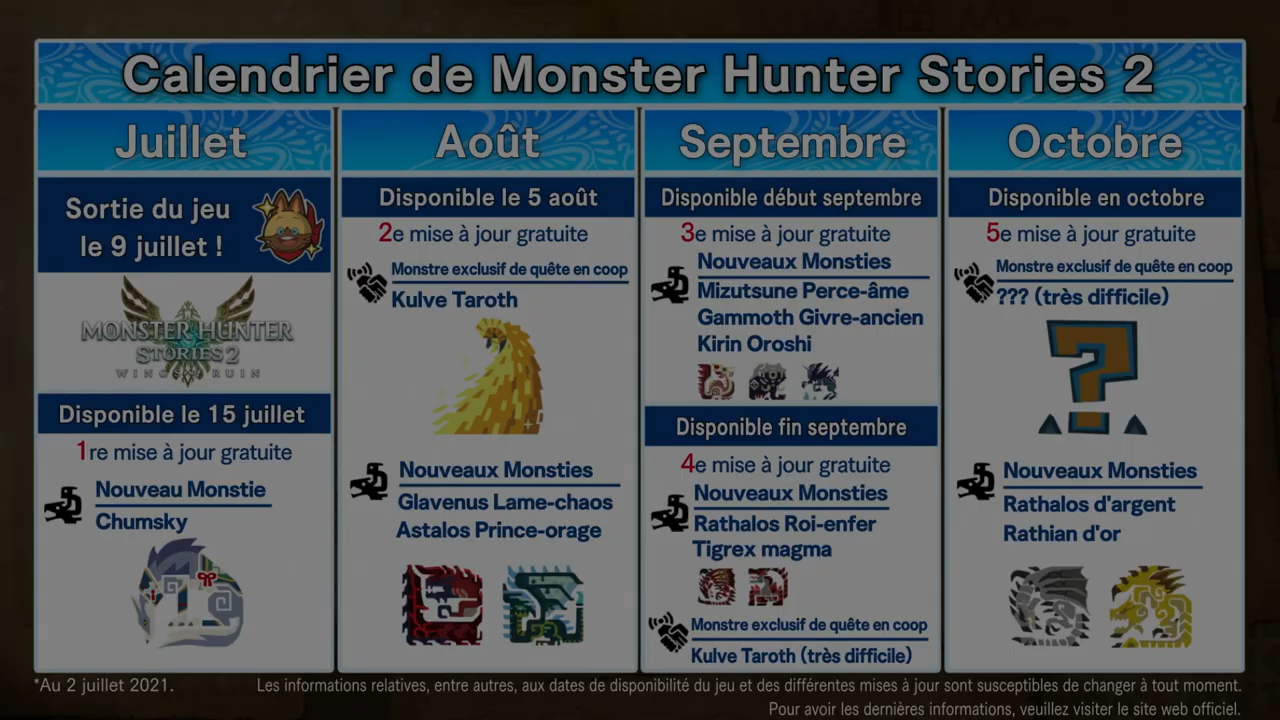 Calendrier de Monster Hunter Stories 2
Juillet
Sortie du jeu
le 9 juillet !
MONSTER HUNTER
STORIES 2
WINGS OF RUIN
Disponible le 15 juillet
1re mise à jour gratuite
Nouveau Monstie
Chumsky
Août
Disponible le 5 août
2e mise à jour gratuite
Monstre exclusif de quête en coop
Kulve Taroth
Nouveaux Monsties
Glavenus Lame-chaos
Astalos Prince-orage
Septembre
Disponible début septembre
3e mise à jour gratuite
Nouveaux Monsties
Mizutsune Perce-âme
Gammoth Givre-ancien
Kirin Oroshi
Disponible fin septembre
4e mise à jour gratuite
Nouveaux Monsties
Rathalos Roi-enfer
Tigrex magma
Monstre exclusif de quête en coop
Kulve Taroth (très difficile)
Octobre
Disponible en octobre
5e mise à jour gratuite
Monstre exclusif de quête en coop
??? (très difficile)
?
Nouveaux Monsties
Rathalos d'argent
Rathian d'or
*Au 2 juillet 2021.
Les informations relatives, entre autres, aux dates de disponibilité du jeu et des différentes mises à jour sont susceptibles de changer à tout moment.
Pour avoir les dernières informations, veuillez visiter le site web officiel.